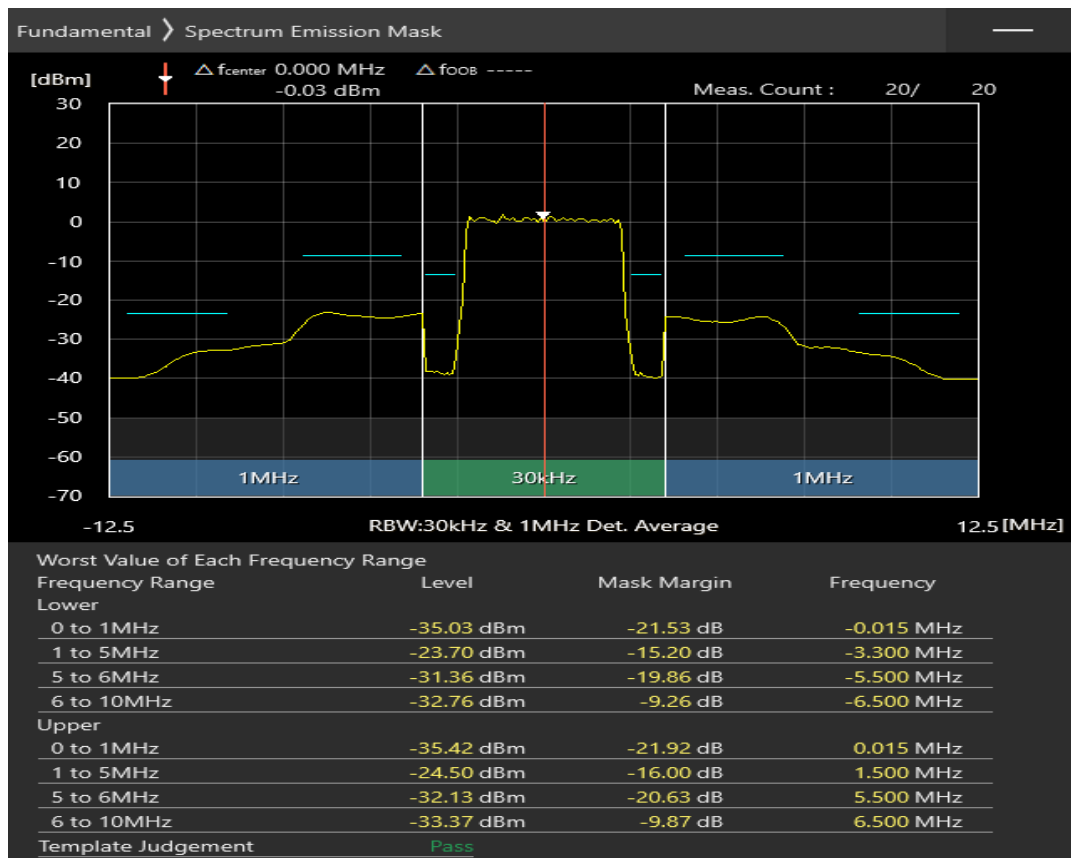 Fundamental ❯ Spectrum Emission Mask
[dBm] △ fcenter 0.000 MHz △ fOOB -----
-0.03 dBm Meas. Count : 20/ 20
30
20
10
0
-10
-20
-30
-40
-50
-60
1MHz 30kHz 1MHz
-70
-12.5 RBW:30kHz & 1MHz Det. Average 12.5 [MHz]
Worst Value of Each Frequency Range
Frequency Range Level Mask Margin Frequency
Lower
0 to 1MHz -35.03 dBm -21.53 dB -0.015 MHz
1 to 5MHz -23.70 dBm -15.20 dB -3.300 MHz
5 to 6MHz -31.36 dBm -19.86 dB -5.500 MHz
6 to 10MHz -32.76 dBm -9.26 dB -6.500 MHz
Upper
0 to 1MHz -35.42 dBm -21.92 dB 0.015 MHz
1 to 5MHz -24.50 dBm -16.00 dB 1.500 MHz
5 to 6MHz -32.13 dBm -20.63 dB 5.500 MHz
6 to 10MHz -33.37 dBm -9.87 dB 6.500 MHz
Template Judgement Pass